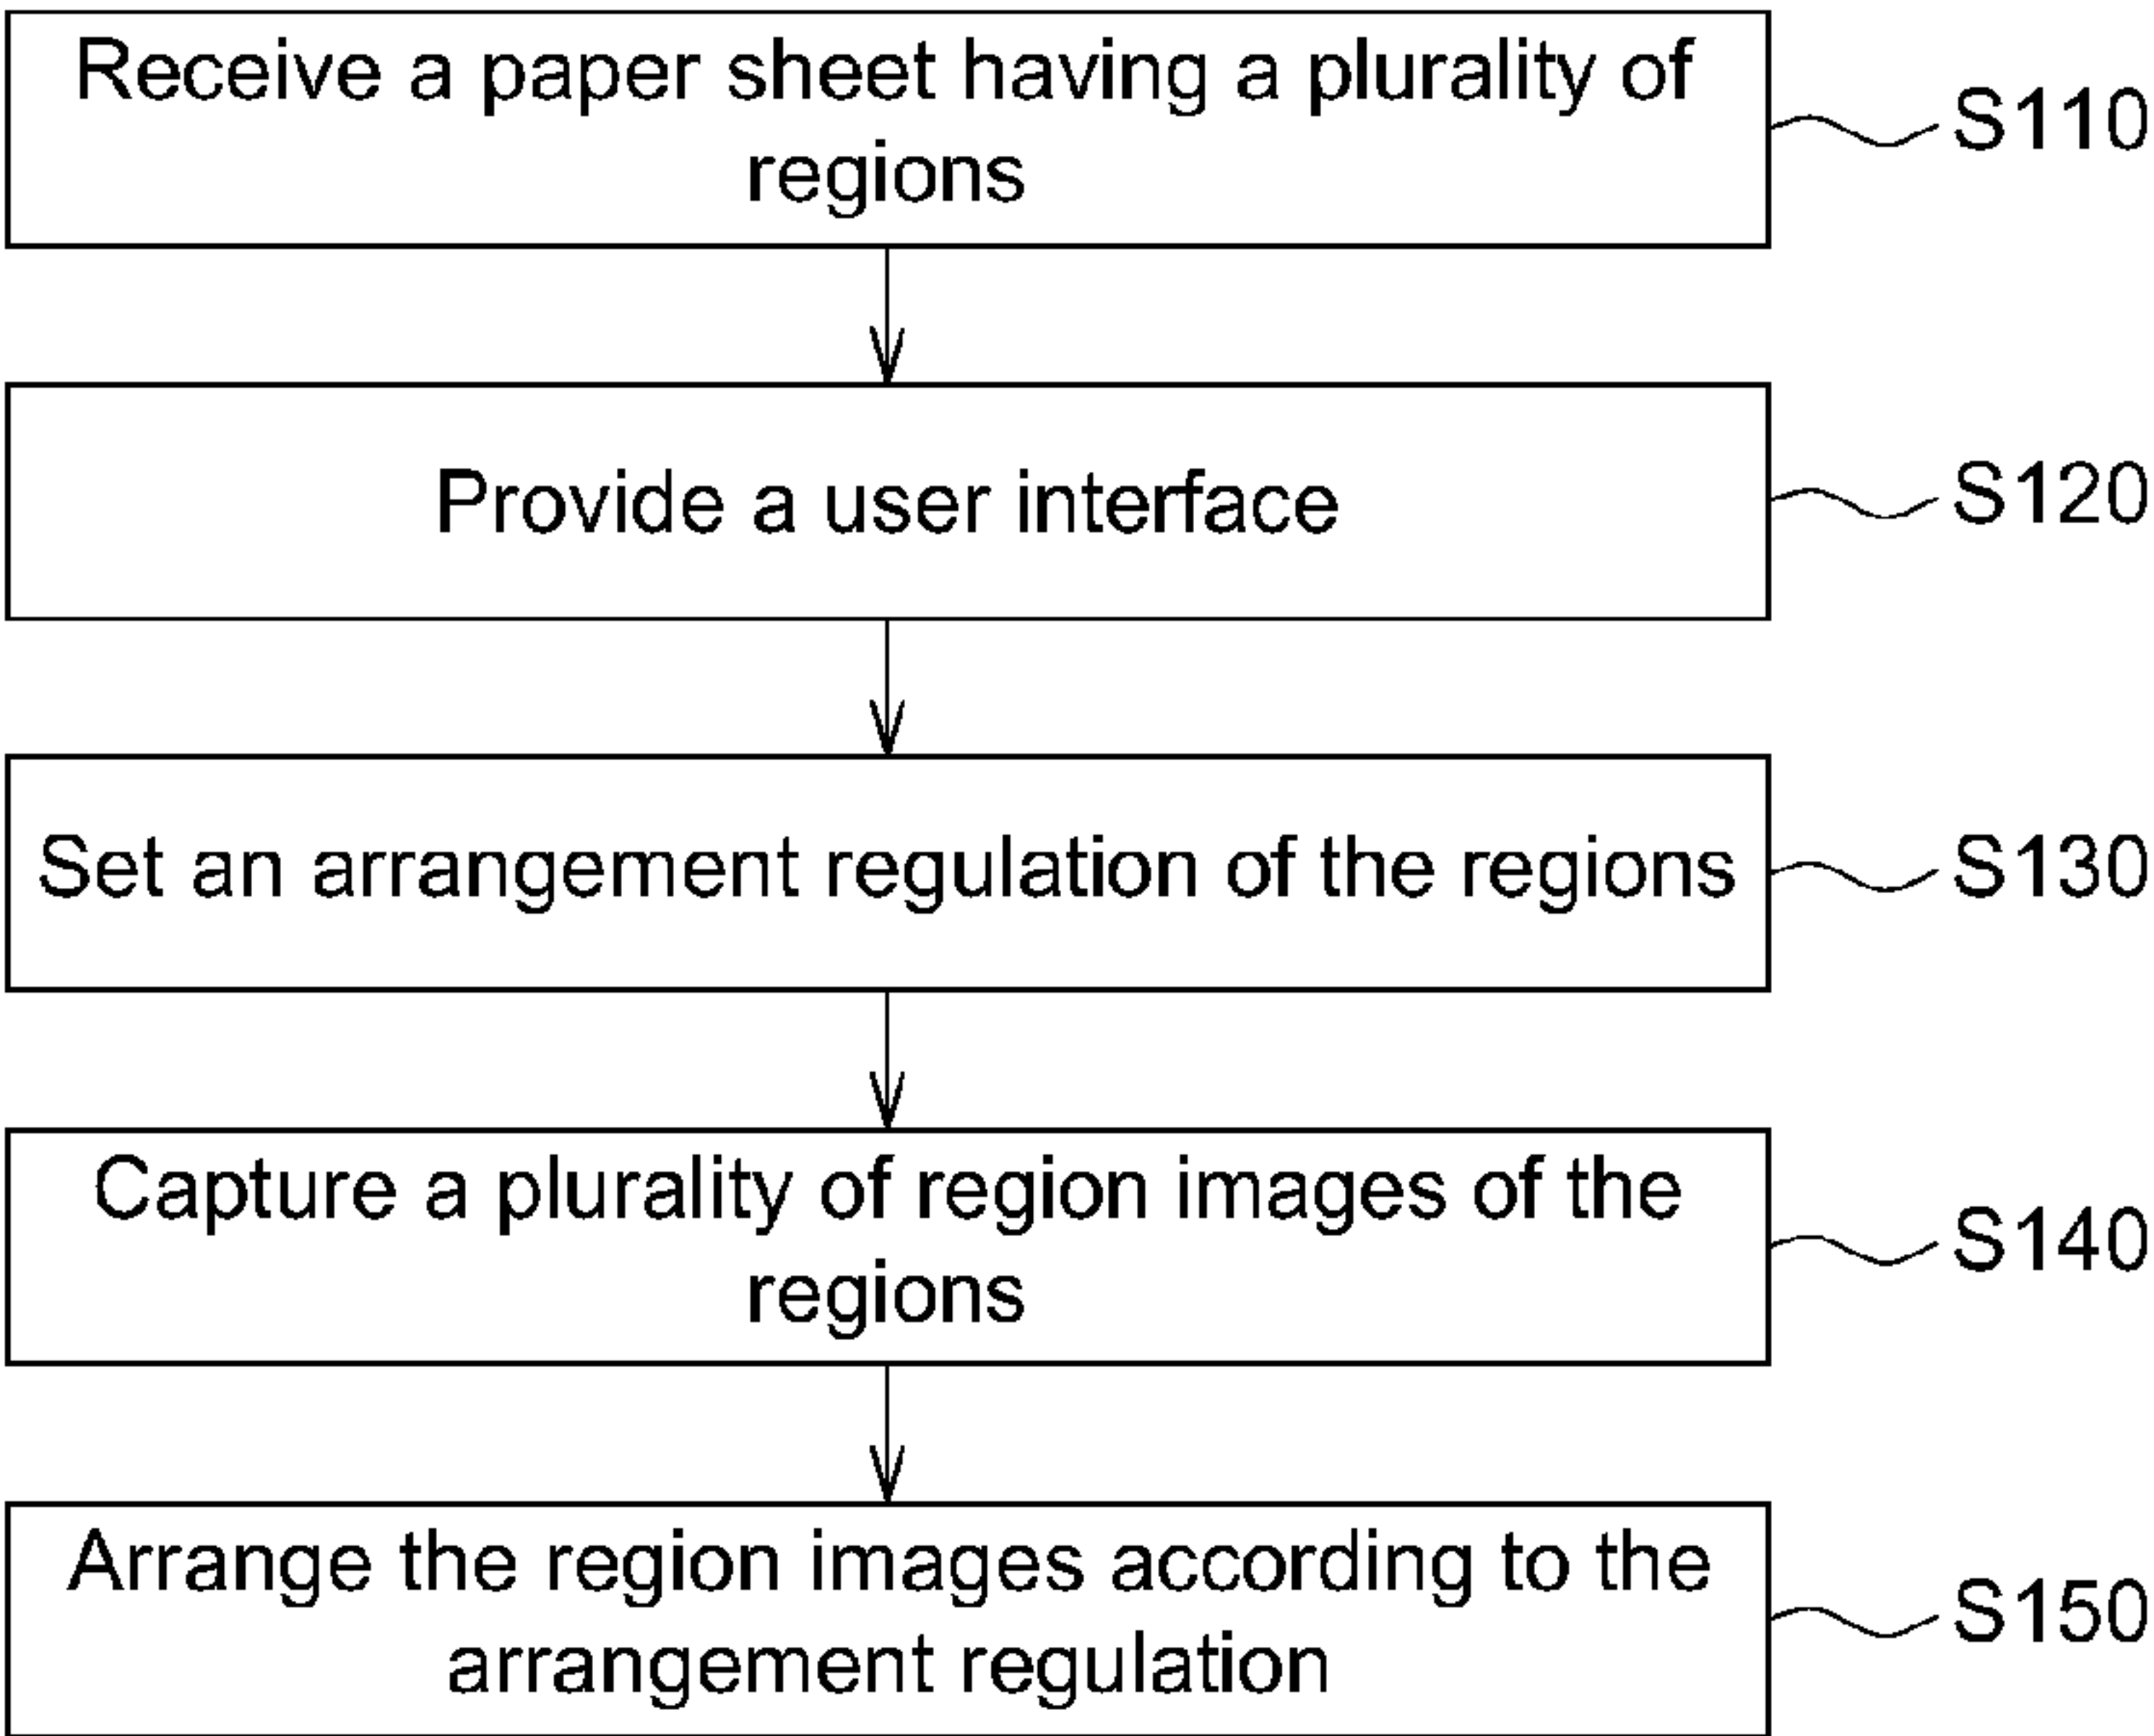 Receive a paper sheet having a plurality of
regions
S110
Provide a user interface
S120
Set an arrangement regulation of the regions
S130
Capture a plurality of region images of the
regions
S140
Arrange the region images according to the
arrangement regulation
S150